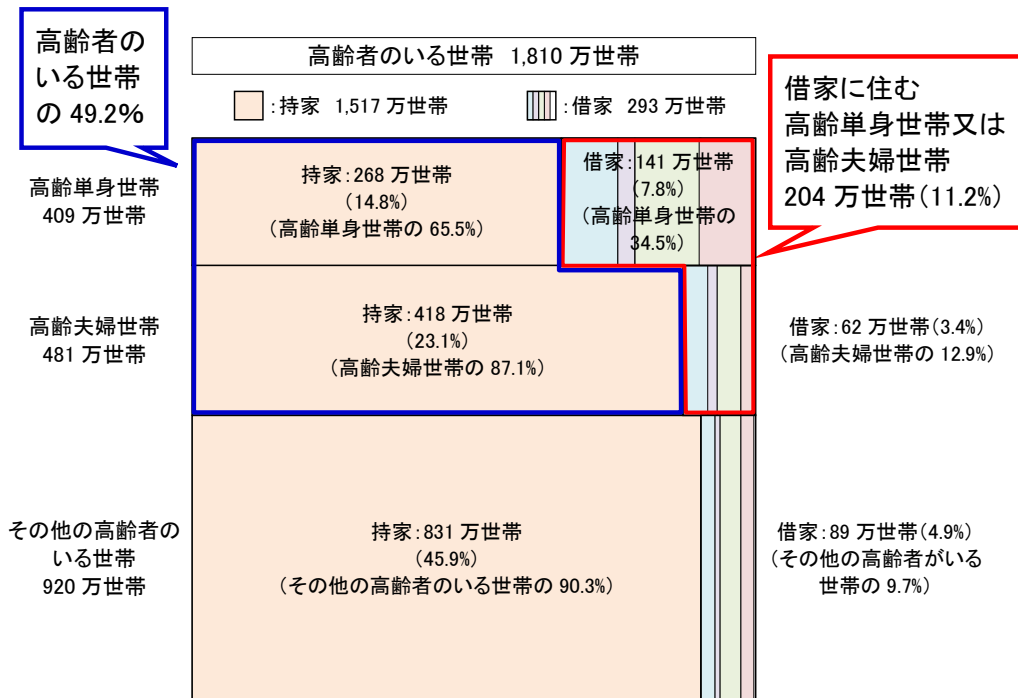 高齢者の
いる世帯
の 49.2%
高齢者のいる世帯 1,810 万世帯
:持家 1,517 万世帯
:借家 293 万世帯
借家に住む
高齢単身世帯又は
高齢夫婦世帯
204 万世帯(11.2%)
高齢単身世帯
409 万世帯
持家:268 万世帯
(14.8%)
(高齢単身世帯の 65.5%)
借家:141 万世帯
(7.8%)
(高齢単身世帯の
34.5%)
高齢夫婦世帯
481 万世帯
持家:418 万世帯
(23.1%)
(高齢夫婦世帯の 87.1%)
借家:62 万世帯(3.4%)
(高齢夫婦世帯の 12.9%)
その他の高齢者の
いる世帯
920 万世帯
持家:831 万世帯
(45.9%)
(その他の高齢者のいる世帯の 90.3%)
借家:89 万世帯(4.9%)
(その他の高齢者がいる
世帯の 9.7%)